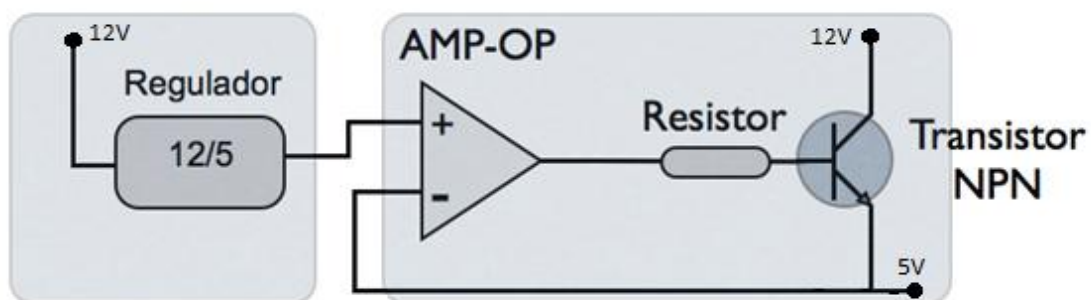 12V
Regulador
12/5
AMP-OP
+
-
Resistor
12V
Transistor
NPN
5V